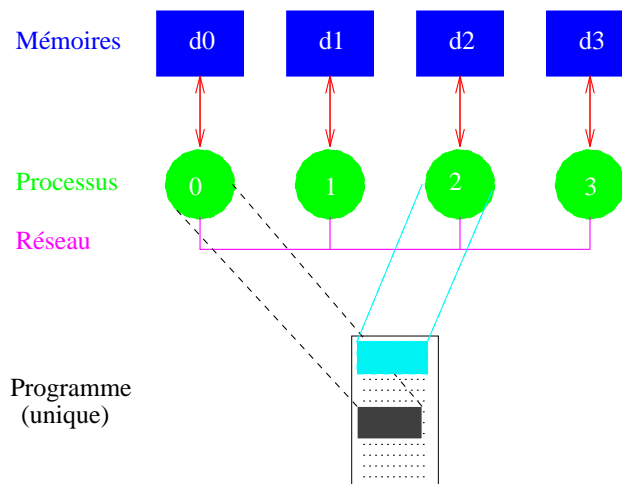 Mémoires d0 d1 d2 d3
Processus 0 1 2 3
Réseau
Programme
(unique)